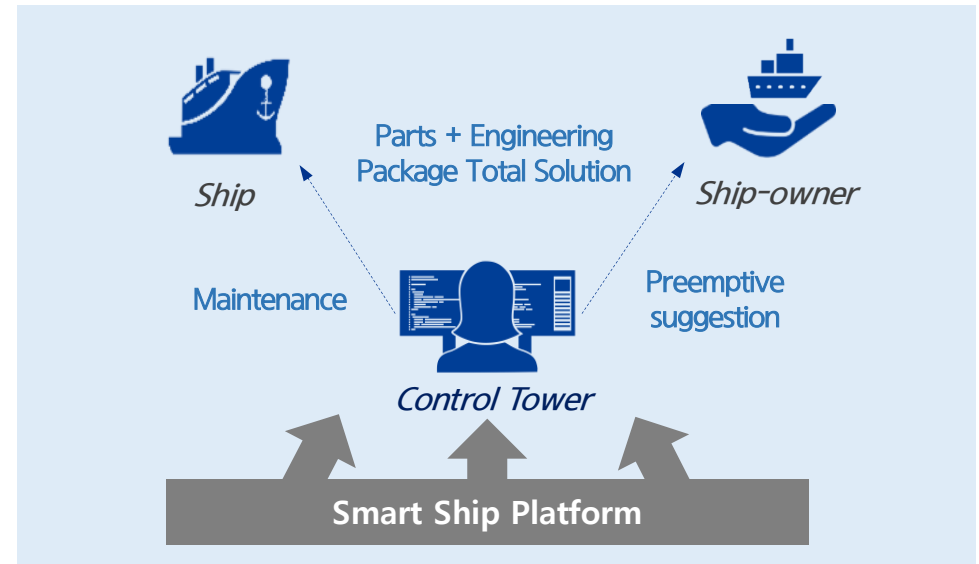 Parts + Engineering
Package Total Solution
Ship
Ship-owner
Maintenance
Preemptive
suggestion
Control Tower
Smart Ship Platform